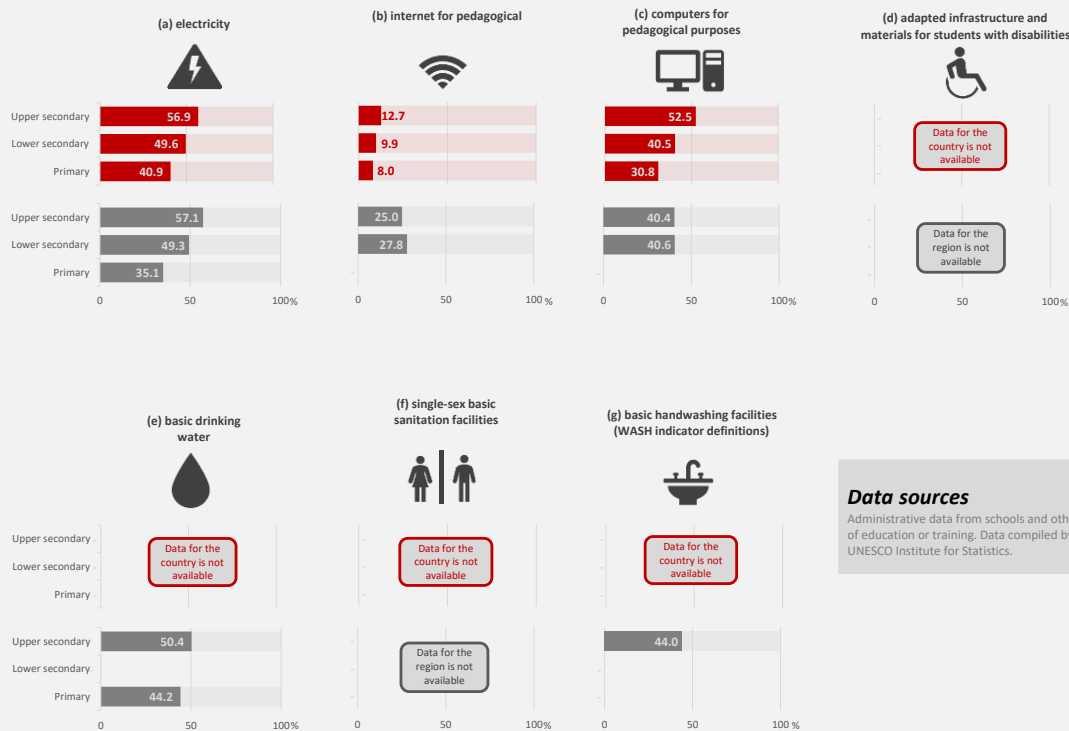 (a) electricity
(b) internet for pedagogical
(c) computers for
pedagogical purposes
(d) adapted infrastructure and
materials for students with disabilities
Upper secondary 56.9 12.7 52.5
Lower secondary 49.6 9.9 40.5
Primary 40.9 8.0 30.8
Data for the
country is not
available
Upper secondary 57.1 25.0 40.4
Lower secondary 49.3 27.8 40.6
Primary 35.1
Data for the
region is not
available
0 50 100% 0 50 100 % 0 50 100 % 0 50 100 %
(e) basic drinking
water
(f) single-sex basic
sanitation facilities
(g) basic handwashing facilities
(WASH indicator definitions)
Data sources
Administrative data from schools and oth
of education or training. Data compiled by
UNESCO Institute for Statistics.
Upper secondary
Lower secondary
Primary
Data for the
country is not
available
Data for the
country is not
available
Data for the
country is not
available
Upper secondary 50.4 44.0
Lower secondary
Primary 44.2
Data for the
region is not
available
0 50 100% 0 50 100 % 0 50 100 %